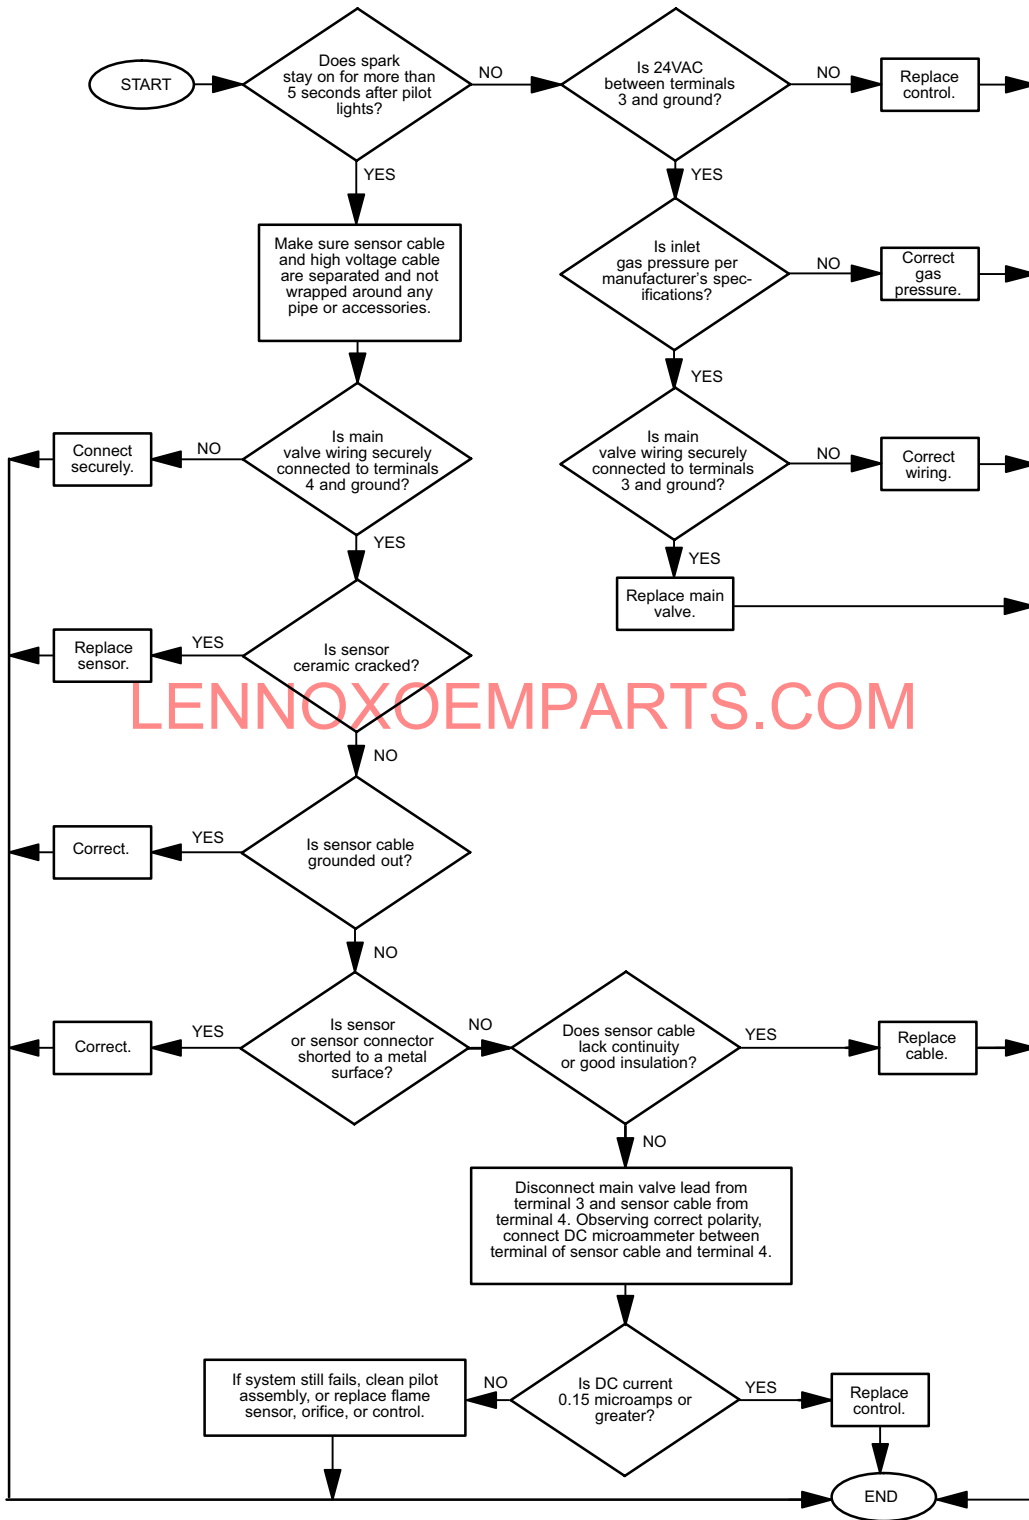 START
Does spark
stay on for more than
5 seconds after pilot
lights?
NO
Is 24VAC
between terminals
3 and ground?
NO
Replace
control.
YES
YES
Make sure sensor cable
and high voltage cable
are separated and not
wrapped around any
pipe or accessories.
Is inlet
gas pressure per
manufacturer's spec-
ifications?
NO
Correct
gas
pressure.
YES
Connect
securely.
NO
Is main
valve wiring securely
connected to terminals
4 and ground?
Is main
valve wiring securely
connected to terminals
3 and ground?
NO
Correct
wiring.
YES
YES
Replace main
valve.
Replace
sensor.
YES
Is sensor
ceramic cracked?
LENNOXOEMPARTS.COM
NO
Correct.
YES
Is sensor cable
grounded out?
NO
Correct.
YES
Is sensor
or sensor connector
shorted to a metal
surface?
NO
Does sensor cable
lack continuity
or good insulation?
YES
Replace
cable.
NO
Disconnect main valve lead from
terminal 3 and sensor cable from
terminal 4. Observing correct polarity,
connect DC microammeter between
terminal of sensor cable and terminal 4.
If system still fails, clean pilot
assembly, or replace flame
sensor, orifice, or control.
NO
Is DC current
0.15 microamps or
greater?
YES
Replace
control.
END